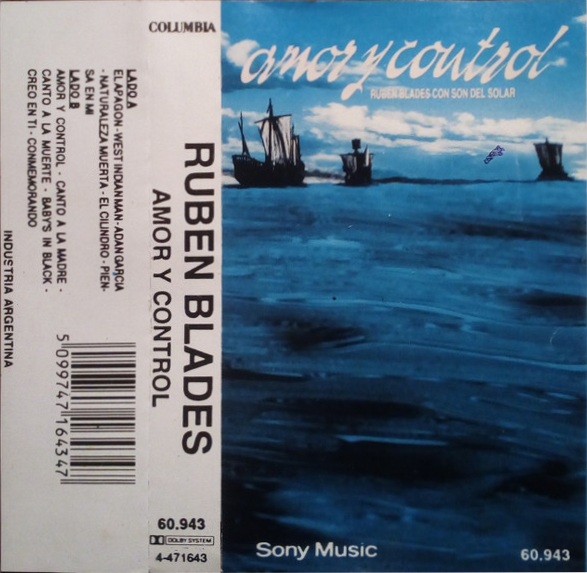 COLUMBIA
LADO A
EL APAGON - WEST INDIAN MAN - ADAN GARCIA
- NATURALEZA MUERTA - EL CILINDRO - PIEN-
SA EN MI
LADO B
AMOR Y CONTROL - CANTO A LA MADRE -
CANTO A LA MUERTE - BABY'S IN BLACK -
CREO EN TI - CONMEMORANDO
INDUSTRIA ARGENTINA
5 099747 164347
RUBEN BLADES
AMOR Y CONTROL
60.943
DOLBY SYSTEM
4-471643
amor y control
RUBEN BLADES CON SON DEL SOLAR
Sony Music
60.943